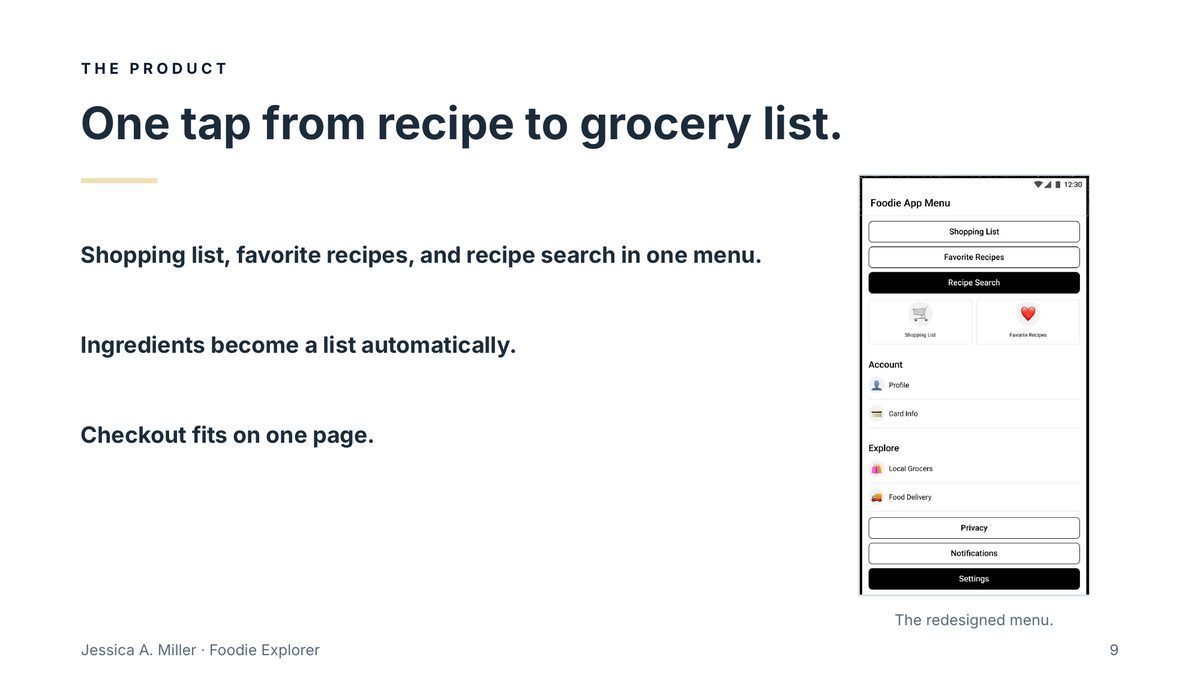 THE PRODUCT
One tap from recipe to grocery list.
Shopping list, favorite recipes, and recipe search in one menu.
Ingredients become a list automatically.
Checkout fits on one page.
12:30
Foodie App Menu
Shopping List
Favorite Recipes
Recipe Search
Shopping List
Favorite Recipes
Account
Profile
Card Info
Explore
Local Grocers
Food Delivery
Privacy
Notifications
Settings
The redesigned menu.
Jessica A. Miller · Foodie Explorer
9